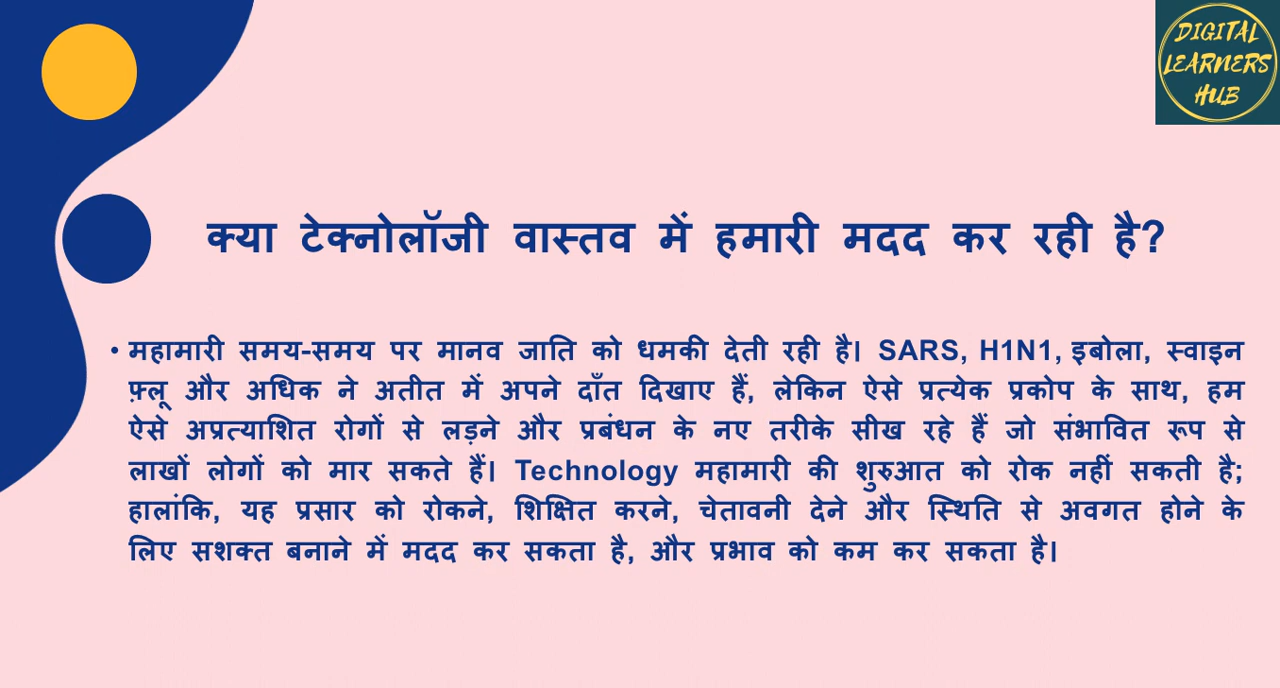 DIGITAL
LEARNERS
HUB
क्या टेक्नोलॉजी वास्तव में हमारी मदद कर रही है?
• महामारी समय-समय पर मानव जाति को धमकी देती रही है। SARS, H1N1, इबोला, स्वाइन
फ़्लू और अधिक ने अतीत में अपने दाँत दिखाए हैं, लेकिन ऐसे प्रत्येक प्रकोप के साथ, हम
ऐसे अप्रत्याशित रोगों से लड़ने और प्रबंधन के नए तरीके सीख रहे हैं जो संभावित रूप से
लाखों लोगों को मार सकते हैं। Technology महामारी की शुरुआत को रोक नहीं सकती है;
हालांकि, यह प्रसार को रोकने, शिक्षित करने, चेतावनी देने और स्थिति से अवगत होने के
लिए सशक्त बनाने में मदद कर सकता है, और प्रभाव को कम कर सकता है।